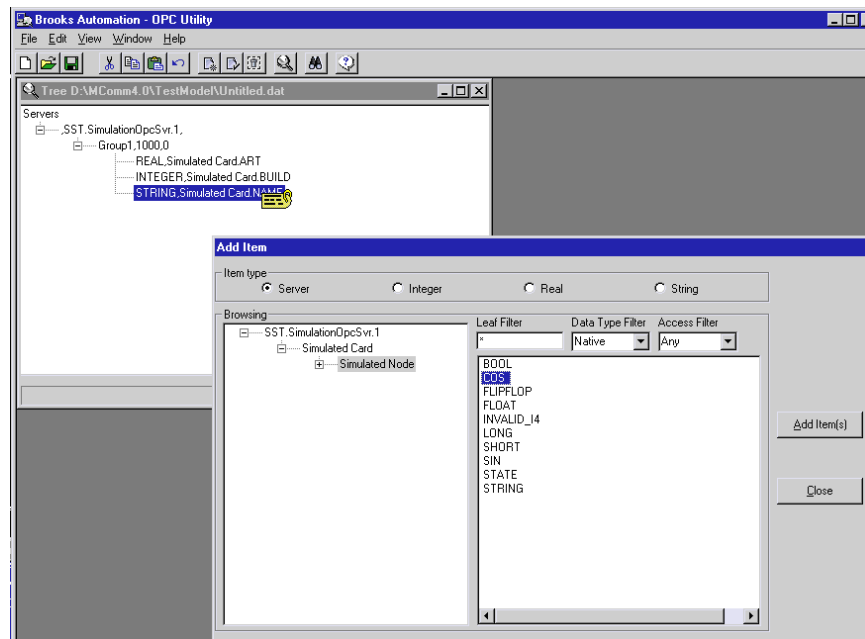 Brooks Automation - OPC Utility
File Edit View Window Help
Tree D:\MComm4.0\TestModel\Untitled.dat
Servers
,SST.SimulationOpcSvr.1,
Group1,1000,0
REAL,Simulated Card.ART
INTEGER,Simulated Card.BUILD
STRING,Simulated Card.NAME
Add Item
Item type
Server Integer Real String
Browsing
Leaf Filter Data Type Filter Access Filter
SST.SimulationOpcSvr.1
* Native Any
Simulated Card
Simulated Node
BOOL
COS
FLIPFLOP
FLOAT
INVALID_I4
LONG
SHORT
SIN
STATE
STRING
Add Item(s)
Close